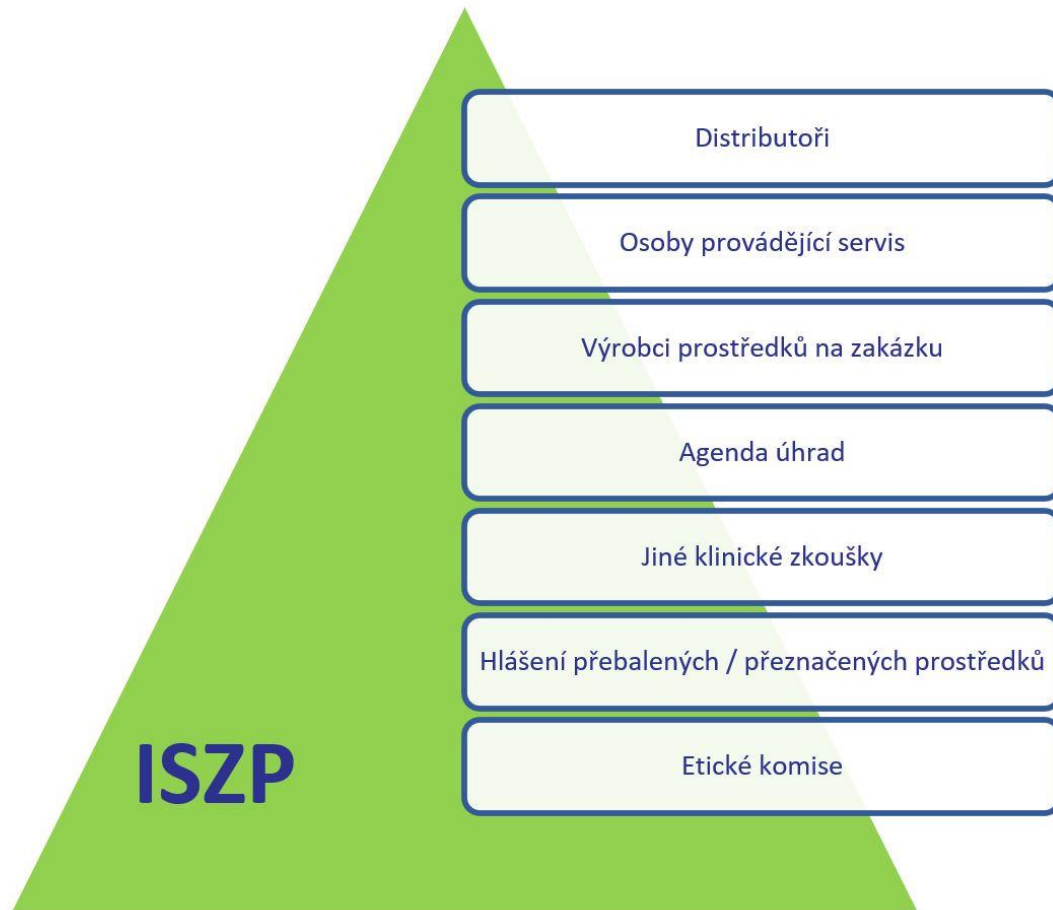 Distributoři
Osoby provádějící servis
Výrobci prostředků na zakázku
Agenda úhrad
Jiné klinické zkoušky
Hlášení přebalených / přeznačených prostředků
Etické komise
ISZP